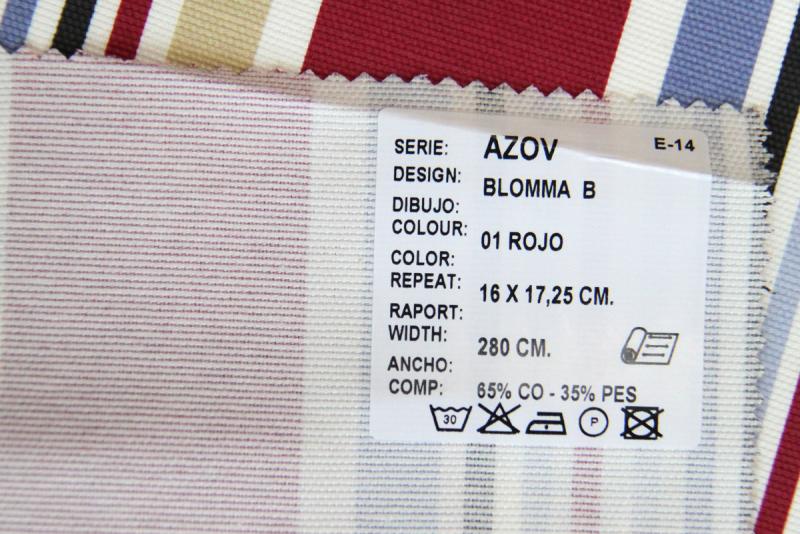 SERIE: AZOV E-14
DESIGN: BLOMMA B
DIBUJO:
COLOUR: 01 ROJO
COLOR:
REPEAT: 16 X 17,25 CM.
RAPORT:
WIDTH: 280 CM.
ANCHO:
COMP: 65% CO - 35% PES
30 P